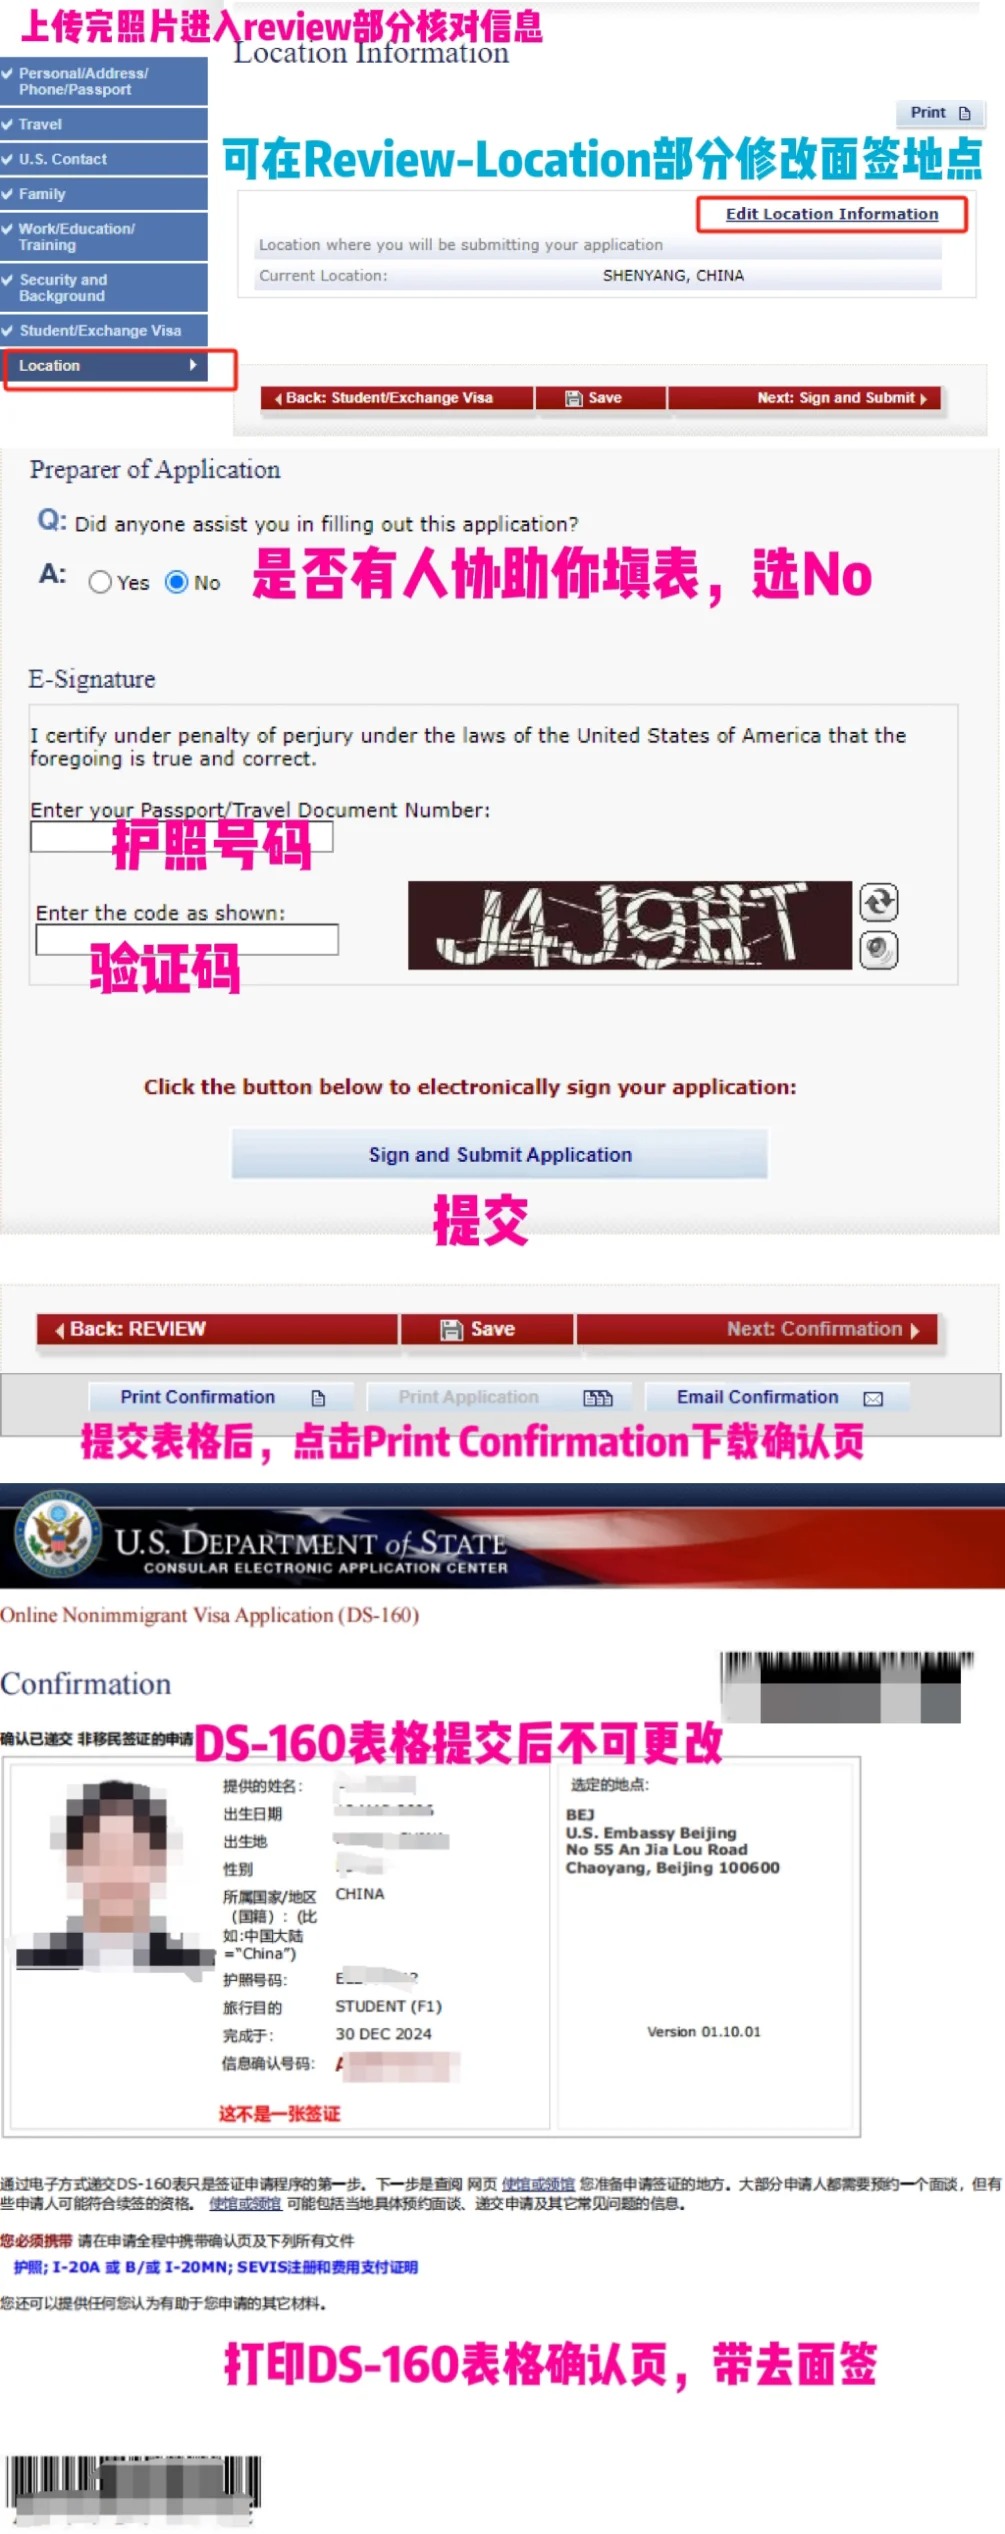 上传完照片进入review部分核对信息
Location Information
Personal/Address/
Phone/Passport
Travel
U.S. Contact
Family
Work/Education/
Training
Security and
Background
Student/Exchange Visa
Location
Print
可在Review-Location部分修改面签地点
Edit Location Information
Location where you will be submitting your application
Current Location: SHENYANG, CHINA
Back: Student/Exchange Visa Save Next: Sign and Submit
Preparer of Application
Q: Did anyone assist you in filling out this application?
A: Yes No 是否有人协助你填表，选No
E-Signature
I certify under penalty of perjury under the laws of the United States of America that the
foregoing is true and correct.
Enter your Passport/Travel Document Number:
护照号码
Enter the code as shown:
验证码
J4J9HT
Click the button below to electronically sign your application:
Sign and Submit Application
提交
Back: REVIEW Save Next: Confirmation
Print Confirmation Print Application Email Confirmation
提交表格后，点击Print Confirmation下载确认页
U.S. DEPARTMENT of STATE
CONSULAR ELECTRONIC APPLICATION CENTER
Online Nonimmigrant Visa Application (DS-160)
Confirmation
确认已递交 非移民签证的申请
DS-160表格提交后不可更改
提供的姓名:
出生日期
出生地
性别
所属国家/地区 CHINA
（国籍）: (比
如:中国大陆
="China")
护照号码:
旅行目的 STUDENT (F1)
完成于: 30 DEC 2024
信息确认号码:
这不是一张签证
选定的地点:
BEJ
U.S. Embassy Beijing
No 55 An Jia Lou Road
Chaoyang, Beijing 100600
Version 01.10.01
通过电子方式递交DS-160表只是签证申请程序的第一步。下一步是查阅 网页 使馆或领馆 您准备申请签证的地方。大部分申请人都需要预约一个面谈，但有
些申请人可能符合续签的资格。 使馆或领馆 可能包括当地具体预约面谈、递交申请及其它常见问题的信息。
您必须携带 请在申请全程中携带确认页及下列所有文件
护照; I-20A 或 B/或 I-20MN; SEVIS注册和费用支付证明
您还可以提供任何您认为有助于您申请的其它材料。
打印DS-160表格确认页，带去面签